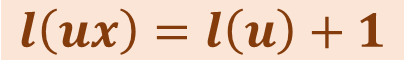 l(ux) = l(u) + 1